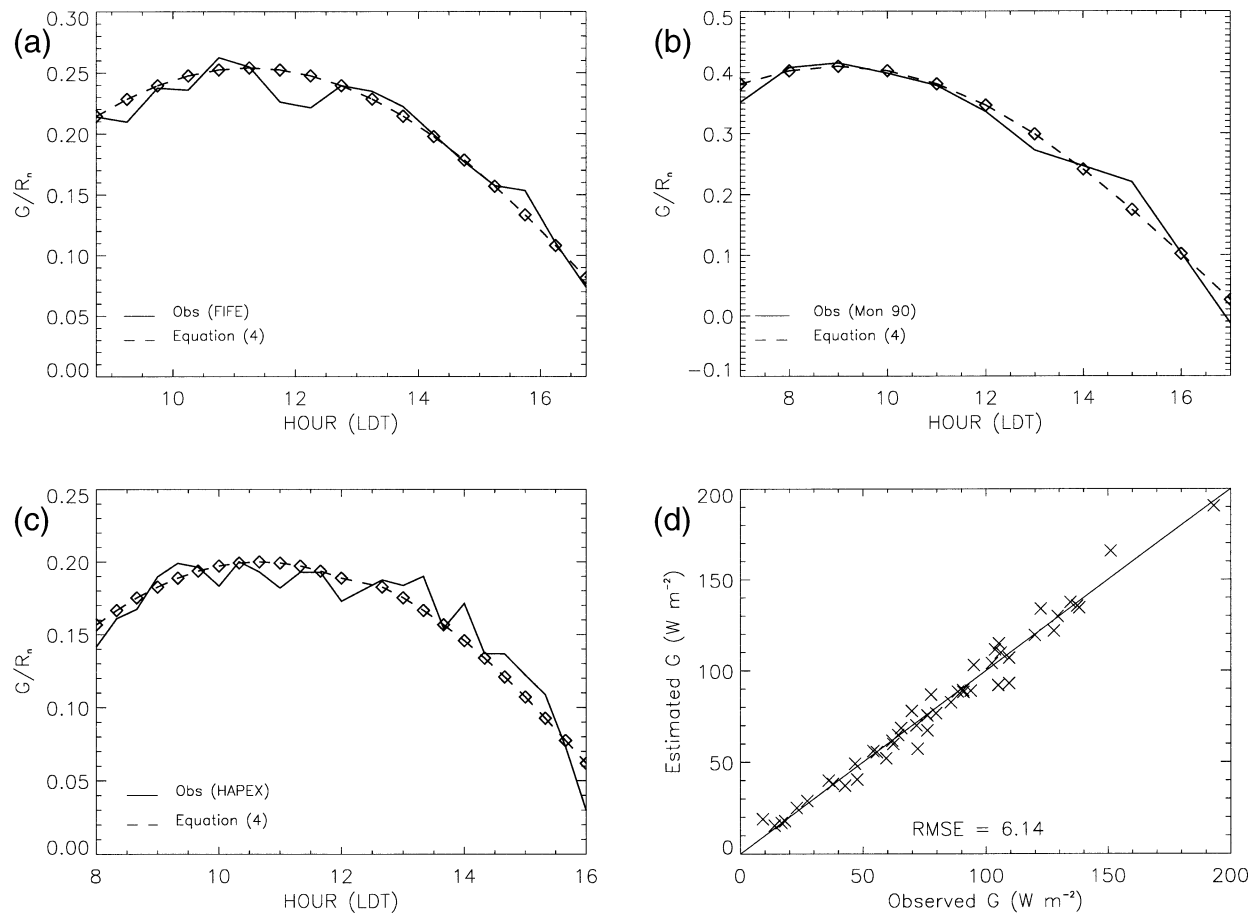 (a)
0.30
0.25
0.20
0.15
0.10
0.05
0.00
G/Rn
Obs (FIFE)
Equation (4)
10
12
14
16
HOUR (LDT)
(b)
0.5
0.4
0.3
0.2
0.1
0.0
−0.1
G/Rn
Obs (Mon 90)
Equation (4)
8
10
12
14
16
HOUR (LDT)
(c)
0.25
0.20
0.15
0.10
0.05
0.00
G/Rn
Obs (HAPEX)
Equation (4)
8
10
12
14
16
HOUR (LDT)
(d)
200
150
100
50
0
Estimated G (W m⁻²)
RMSE = 6.14
0
50
100
150
200
Observed G (W m⁻²)